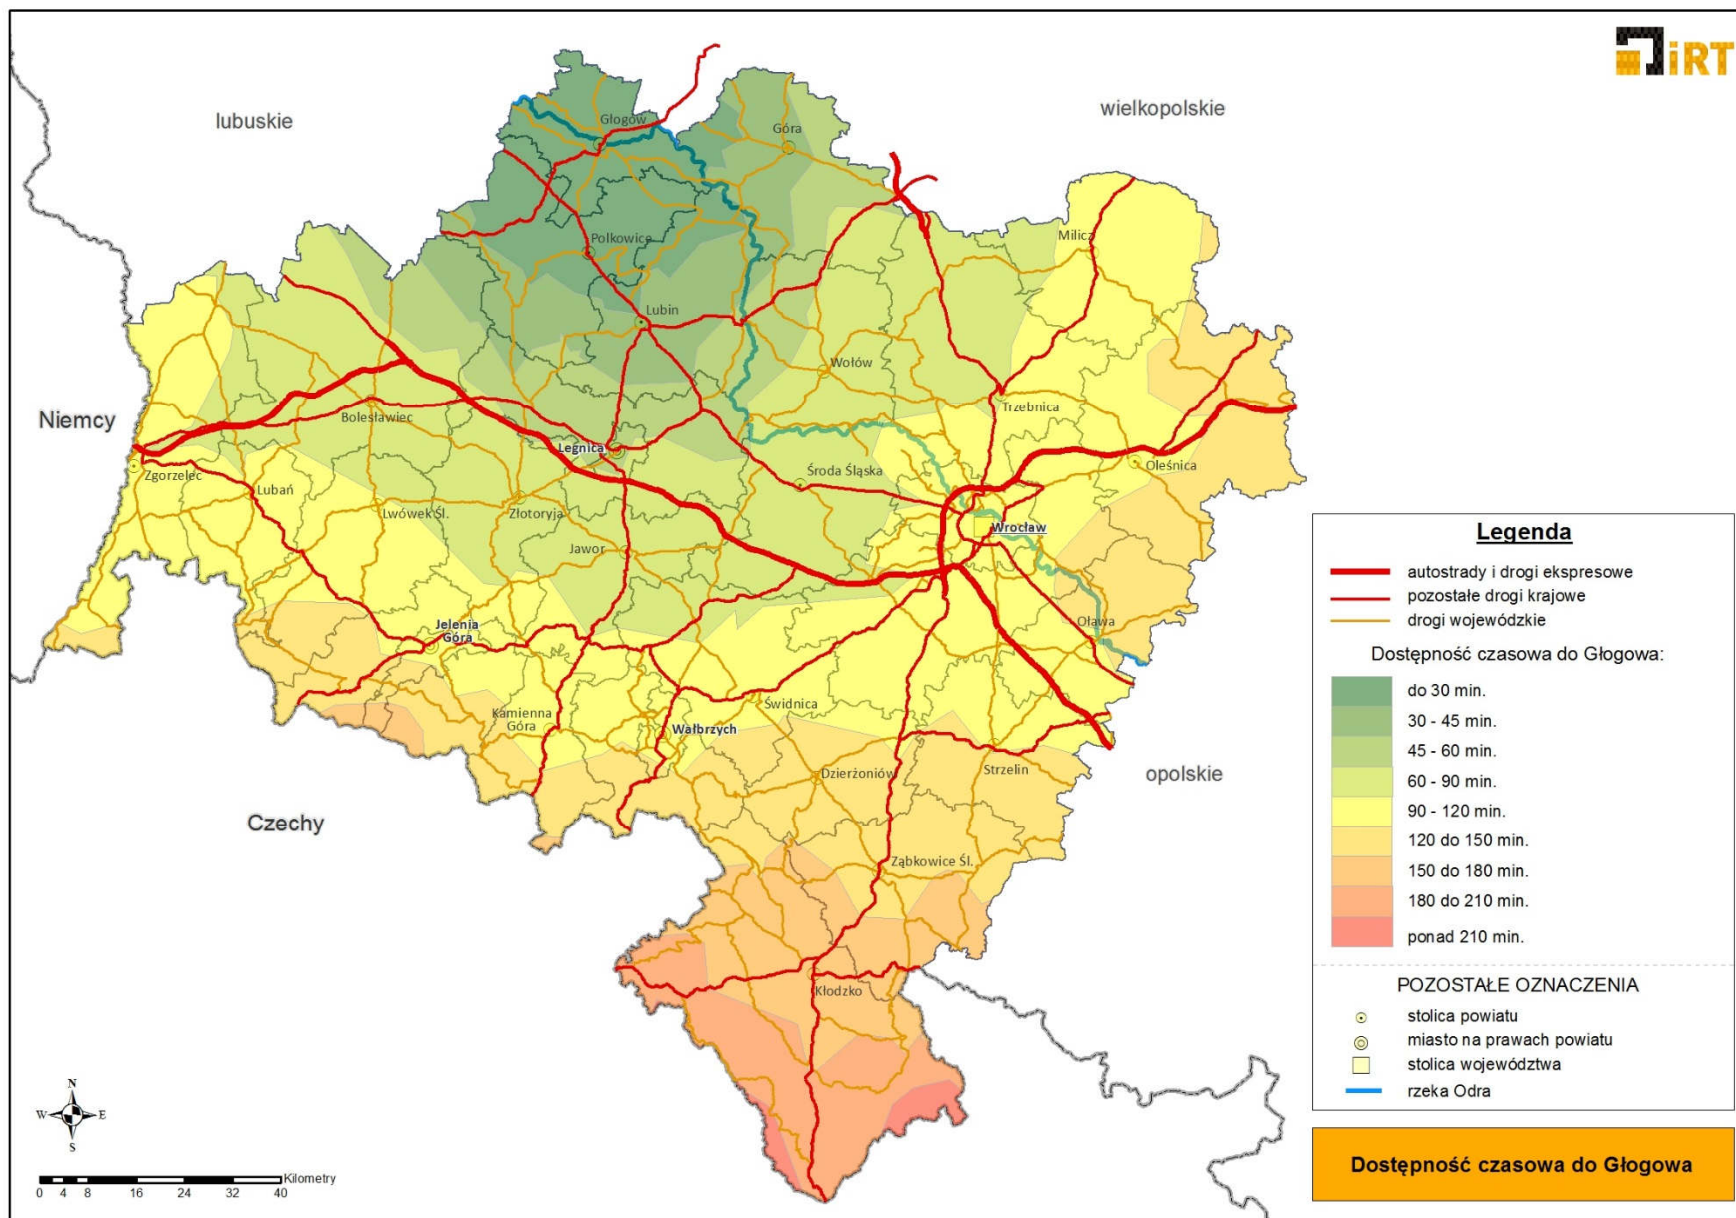 iRT
lubuskie
wielkopolskie
Głogów
Góra
Polkowice
Milicz
Lubin
Wołów
Niemcy
Bolesławiec
Trzebnica
Legnica
Zgorzelec
Lubań
Lwówek Śl.
Złotoryja
Środa Śląska
Oleśnica
Wrocław
Jawor
Jelenia
Góra
Oława
Kamienna
Góra
Świdnica
Wałbrzych
Dzierżoniów
Strzelin
opolskie
Czechy
Ząbkowice Śl.
Kłodzko
N
W E
S
Kilometry
0 4 8 16 24 32 40
Legenda
autostrady i drogi ekspresowe
pozostałe drogi krajowe
drogi wojewódzkie
Dostępność czasowa do Głogowa:
do 30 min.
30 - 45 min.
45 - 60 min.
60 - 90 min.
90 - 120 min.
120 do 150 min.
150 do 180 min.
180 do 210 min.
ponad 210 min.
POZOSTAŁE OZNACZENIA
stolica powiatu
miasto na prawach powiatu
stolica województwa
rzeka Odra
Dostępność czasowa do Głogowa